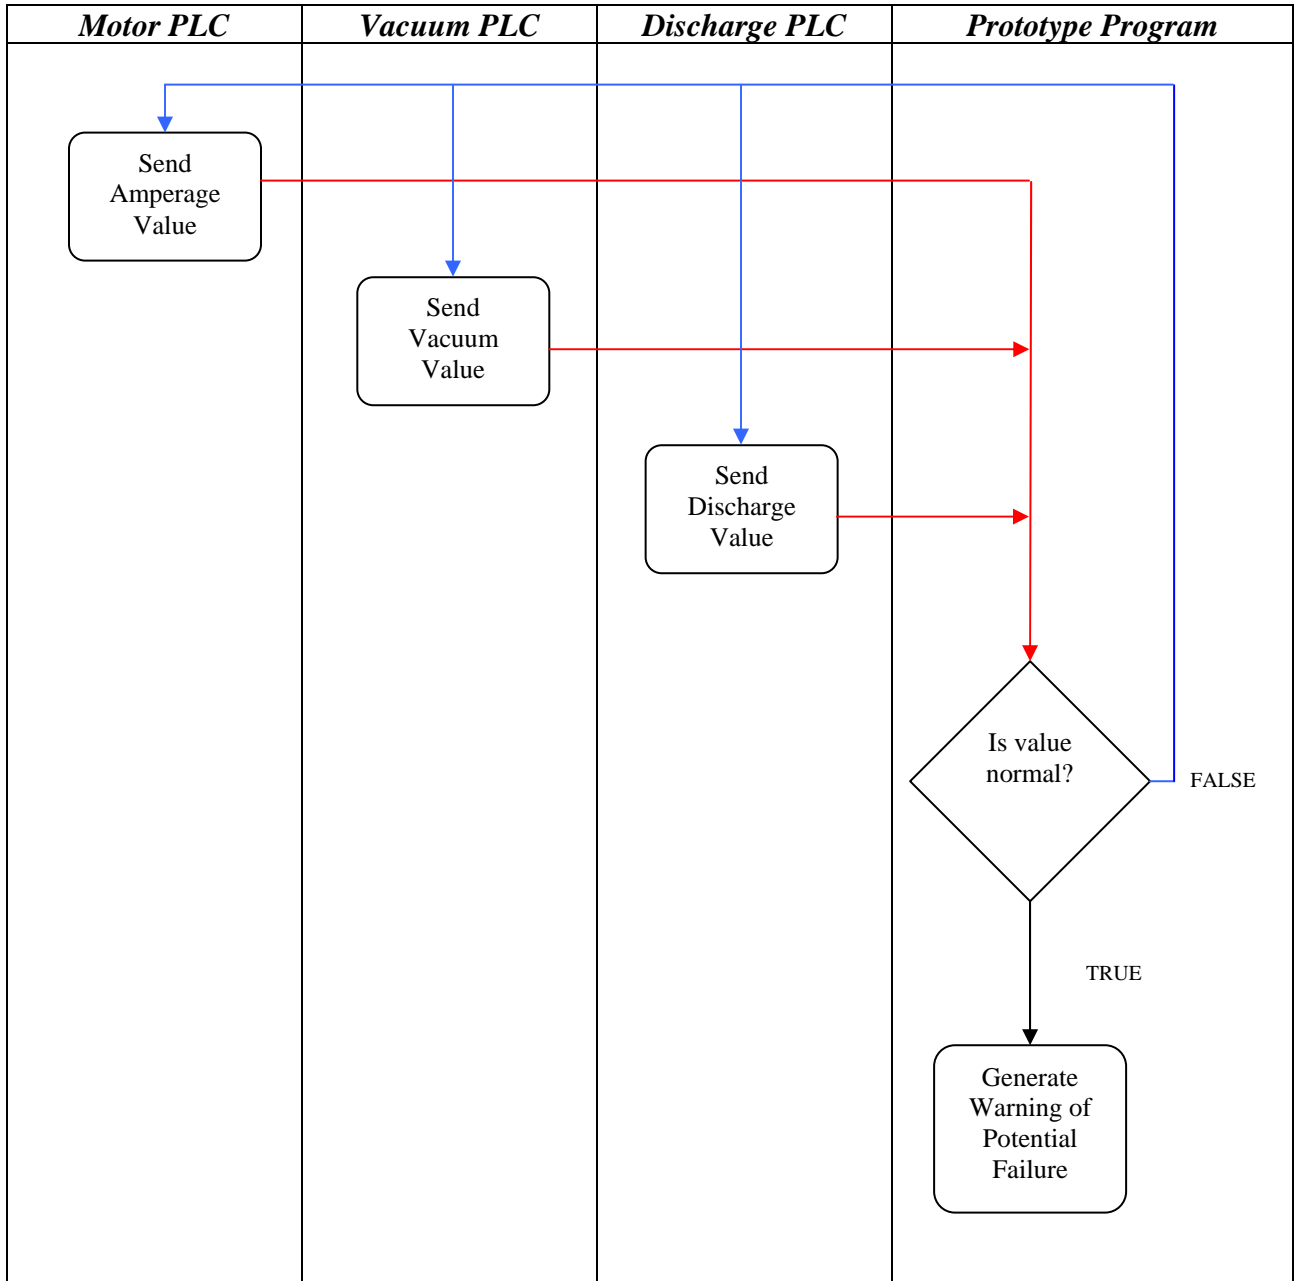 Motor PLC
Vacuum PLC
Discharge PLC
Prototype Program
Send
Amperage
Value
Send
Vacuum
Value
Send
Discharge
Value
Is value
normal?
FALSE
TRUE
Generate
Warning of
Potential
Failure